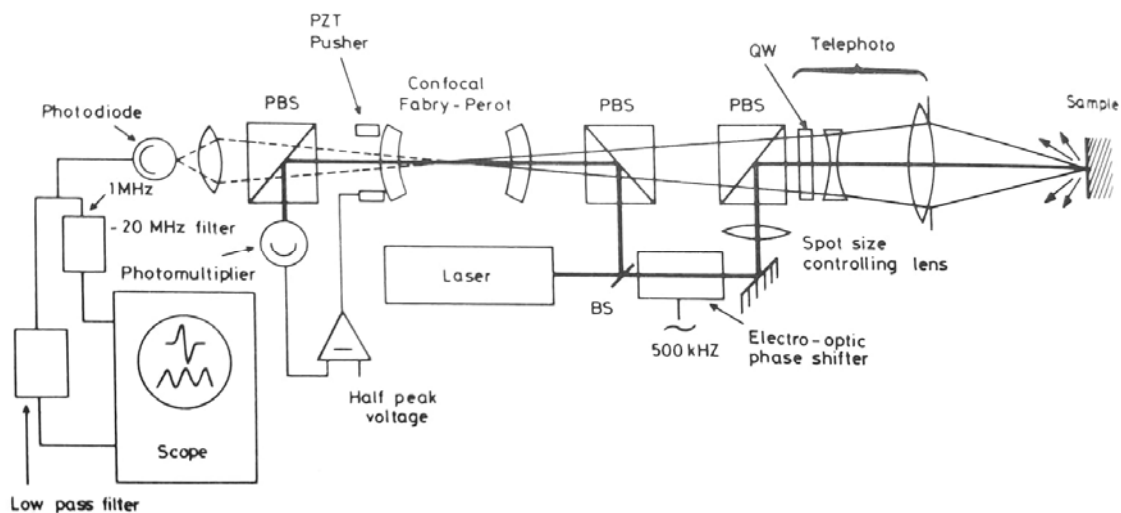 PZT
Pusher
QW
Telephoto
Confocal
Fabry-Perot
Sample
PBS
PBS
PBS
Photodiode
1MHz
- 20 MHz filter
Photomultiplier
Laser
BS
Spot size
controlling lens
500 kHZ
Electro-optic
phase shifter
Half peak
voltage
Scope
Low pass filter